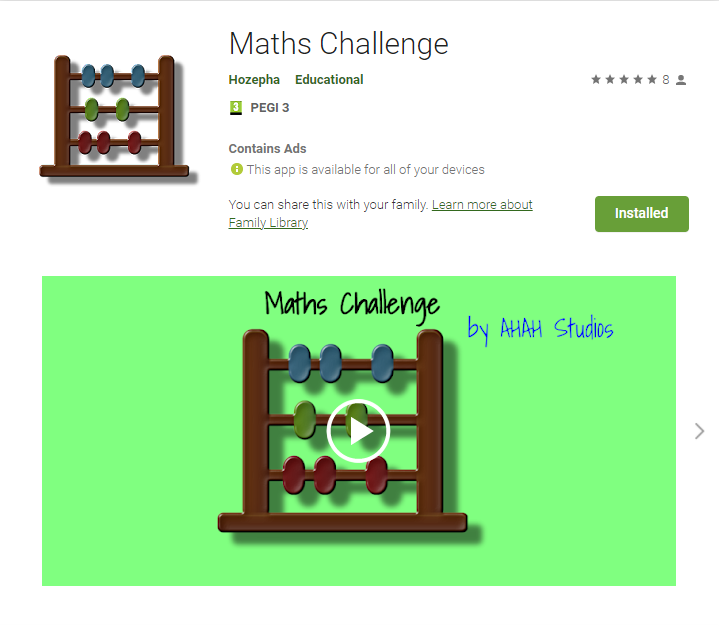 Maths Challenge
Hozepha Educational
8
3 PEGI 3
Contains Ads
This app is available for all of your devices
You can share this with your family. Learn more about
Family Library
Installed
Maths Challenge
by AHAH Studios